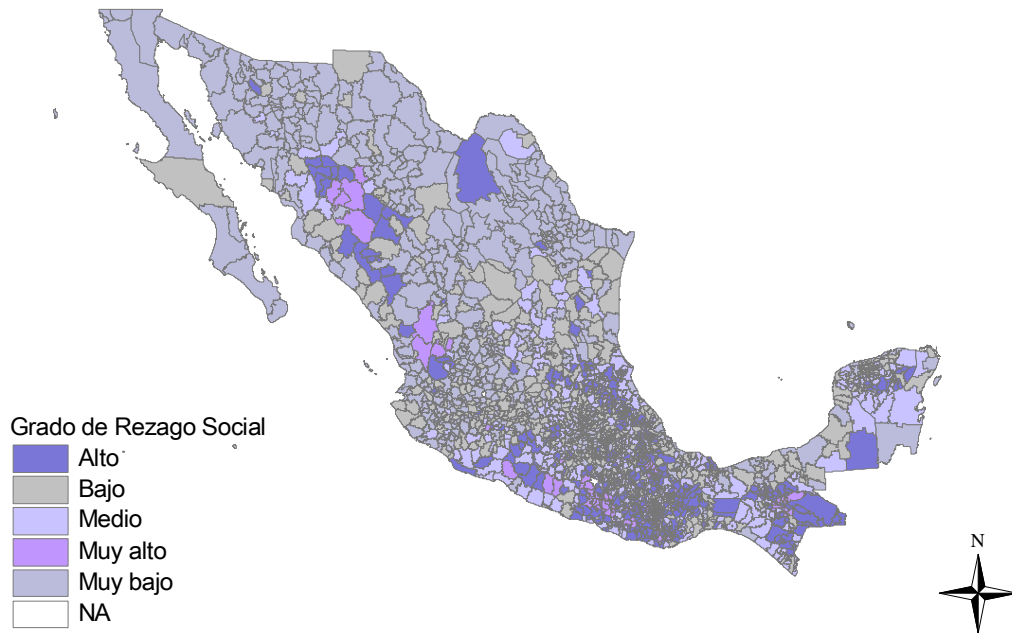 Grado de Rezago Social
Alto
Bajo
Medio
Muy alto
Muy bajo
NA
N